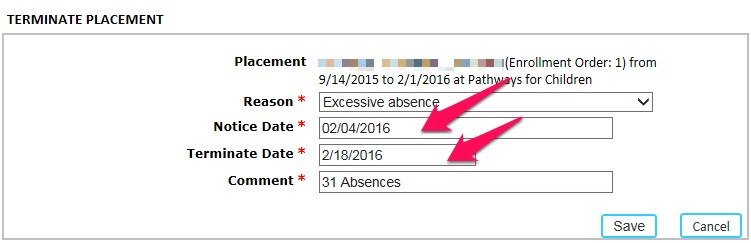 TERMINATE PLACEMENT
Placement (Enrollment Order: 1) from
9/14/2015 to 2/1/2016 at Pathways for Children
Reason * Excessive absence
Notice Date * 02/04/2016
Terminate Date * 2/18/2016
Comment * 31 Absences
Save Cancel